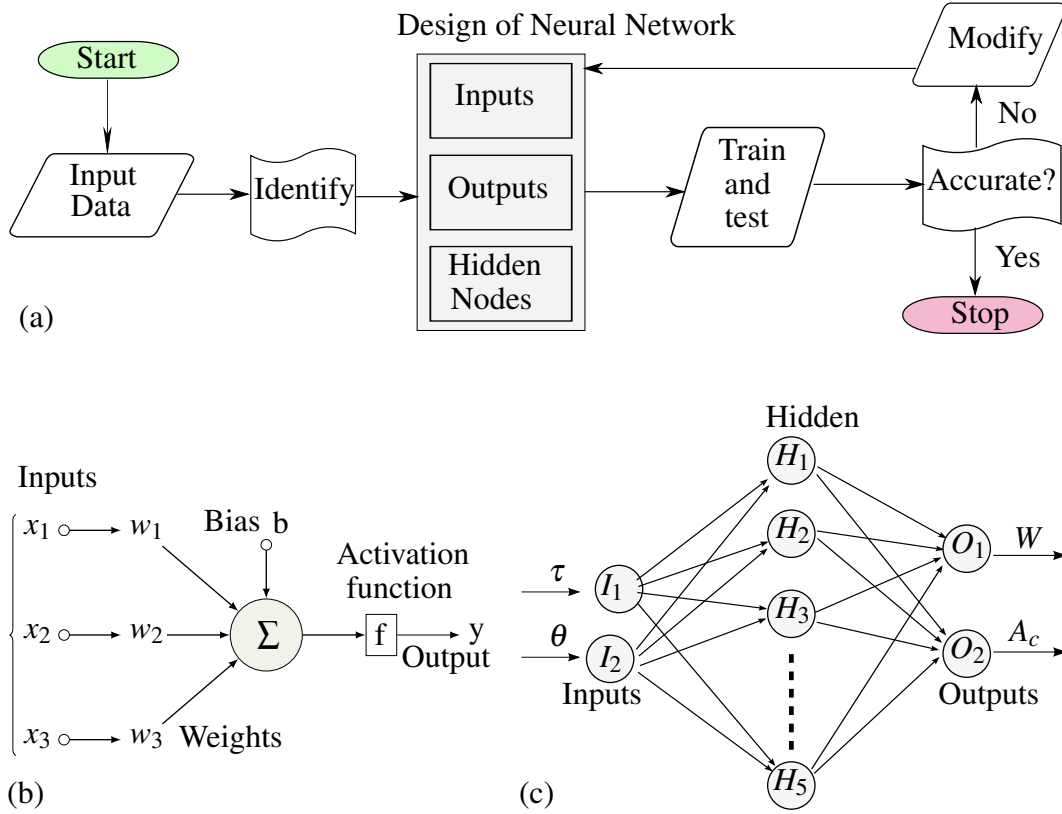 Design of Neural Network
Start
Modify
Inputs
No
Input
Data
Identify
Outputs
Train
and
test
Accurate?
Hidden
Nodes
Yes
Stop
(a)
Inputs
x₁
w₁
Bias b
Activation
function
x₂
w₂
Σ
f
y
Output
x₃
w₃
Weights
(b)
Hidden
H₁
H₂
O₁
W
τ
I₁
H₃
θ
I₂
O₂
A_c
Inputs
Outputs
H₅
(c)